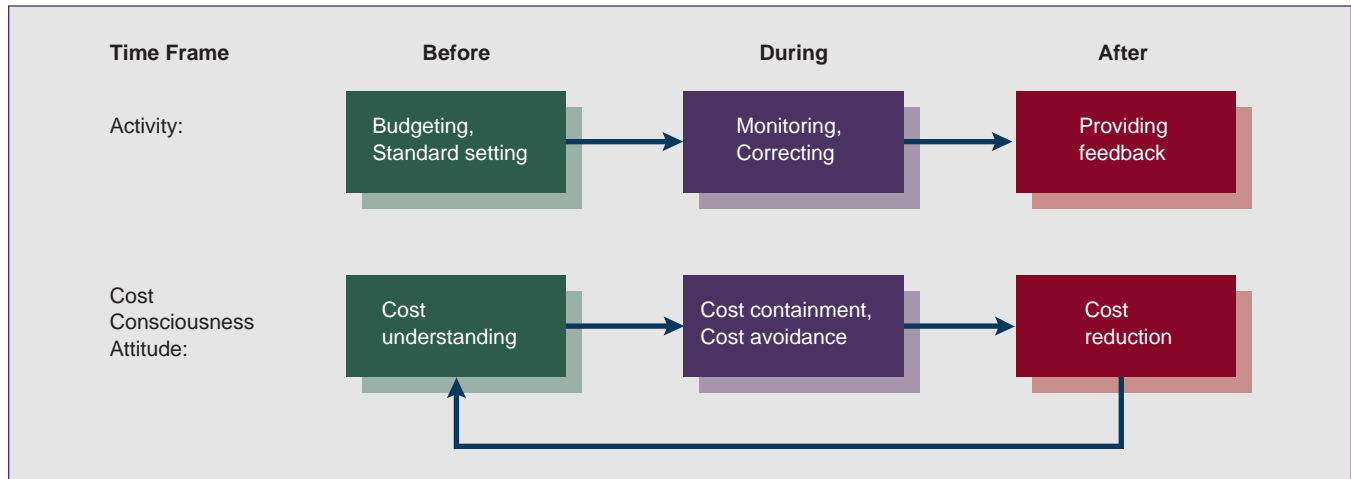 Time Frame
Before
During
After
Activity:
Budgeting,
Standard setting
Monitoring,
Correcting
Providing
feedback
Cost
Consciousness
Attitude:
Cost
understanding
Cost containment,
Cost avoidance
Cost
reduction